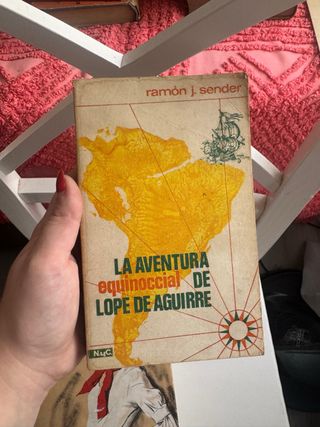 ramón j. sender
LA AVENTURA
equinoccial DE
LOPE DE AGUIRRE
N.y.C.